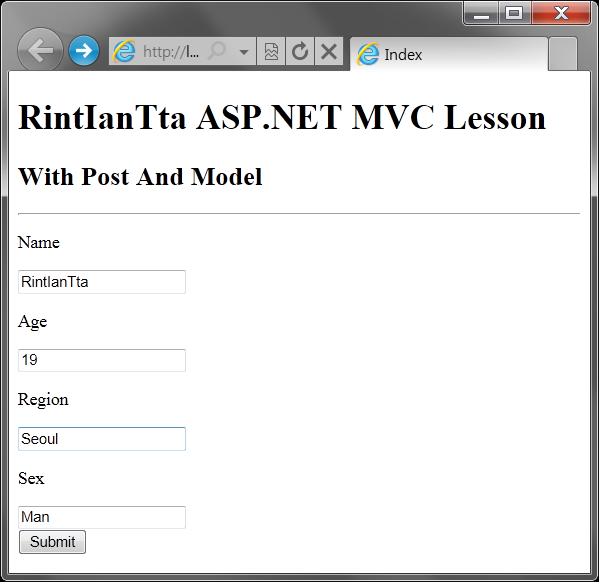 http://l...
Index
RintIanTta ASP.NET MVC Lesson
With Post And Model
Name
RintIanTta
Age
19
Region
Seoul
Sex
Man
Submit